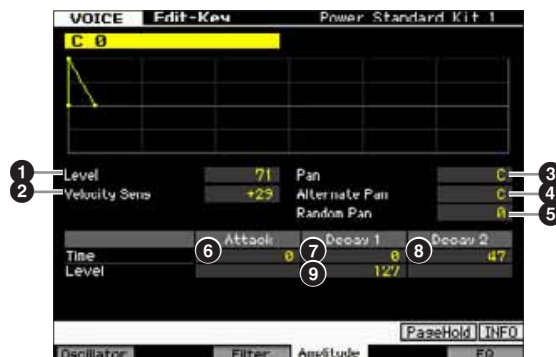 VOICE Edit-Key Power Standard Kit 1
C 0
1 Level 71 Pan C 3
2 Velocity Sens +29 Alternate Pan C 4
Random Pan 0 5
Attack Decay 1 Decay 2
Time 6 0 7 0 8 47
Level 9 127
PageHold INFO
Oscillator Filter Amplitude EQ